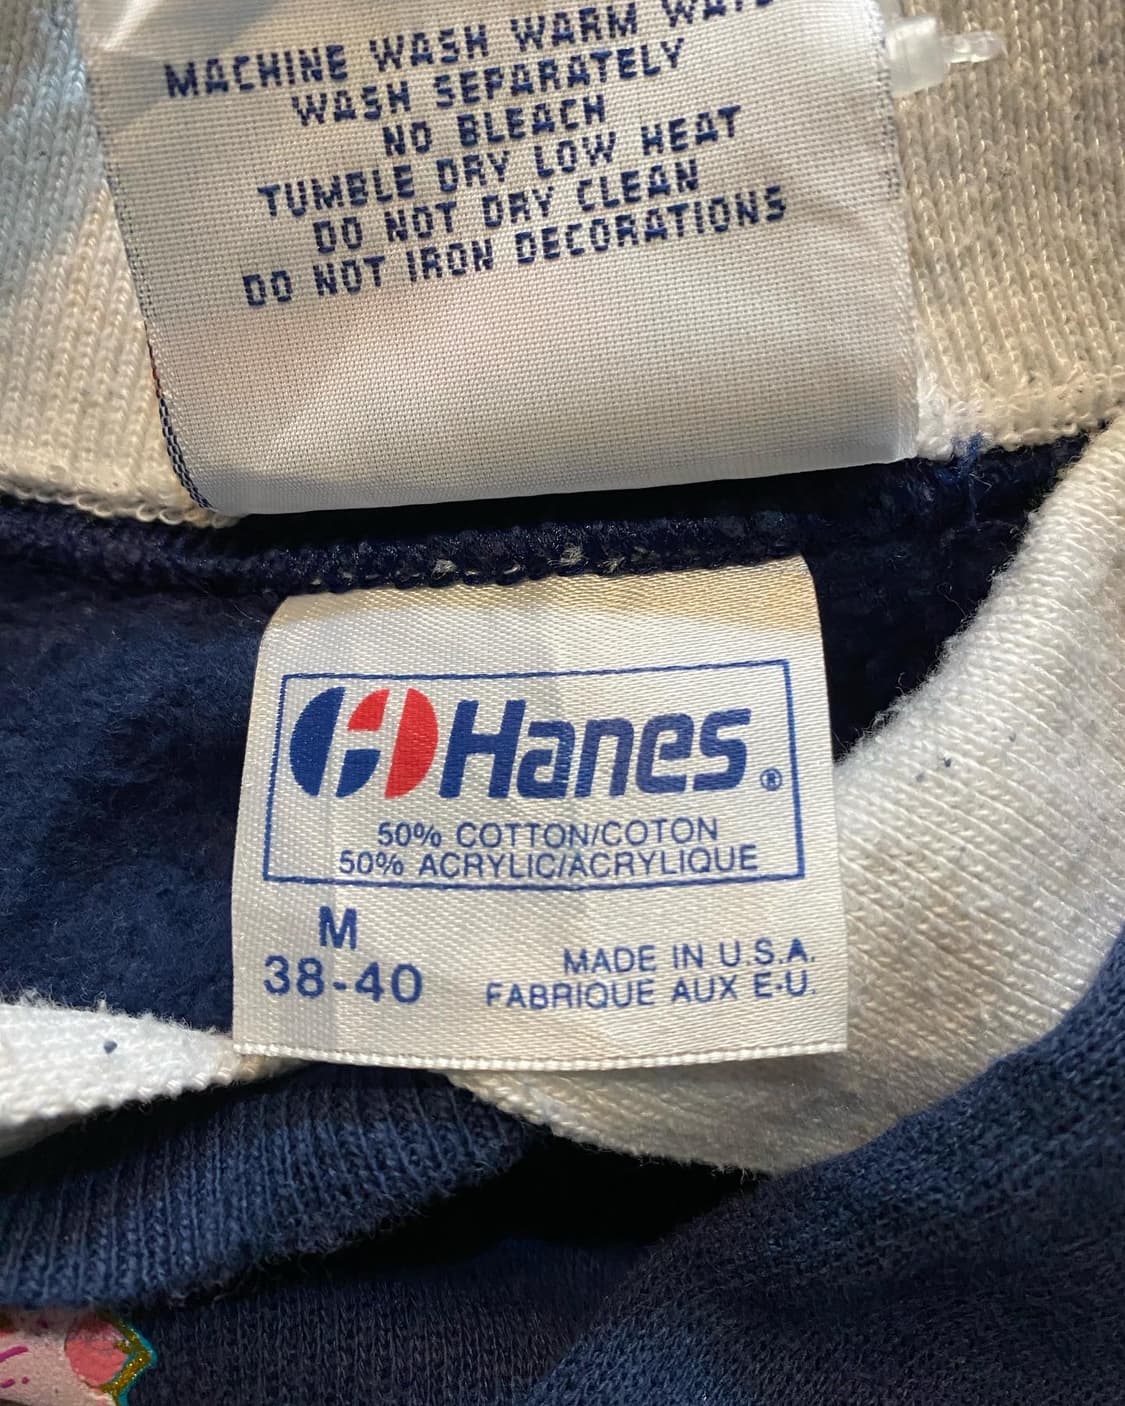 MACHINE WASH WARM
WASH SEPARATELY
NO BLEACH
TUMBLE DRY LOW HEAT
DO NOT DRY CLEAN
DO NOT IRON DECORATIONS
Hanes®
50% COTTON/COTON
50% ACRYLIC/ACRYLIQUE
M
38-40
MADE IN U.S.A.
FABRIQUE AUX E.U.